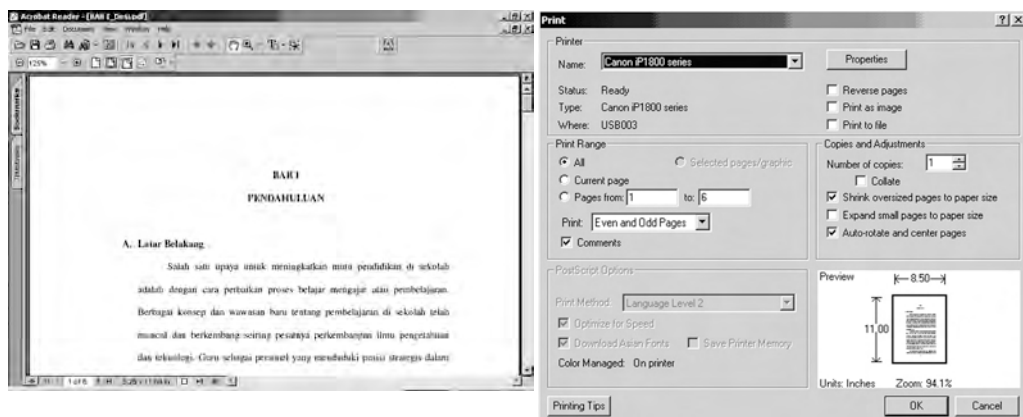 Acrobat Reader - [BAB I_Desi.pdf]
File Edit Document View Window Help
125%
Bookmarks
Thumbnails
BAB I
PENDAHULUAN
A. Latar Belakang
Salah satu upaya untuk meningkatkan mutu pendidikan di sekolah
adalah dengan cara perbaikan proses belajar mengajar atau pembelajaran.
Berbagai konsep dan wawasan baru tentang pembelajaran di sekolah telah
muncul dan berkembang seiring pesatnya perkembangan ilmu pengetahuan
dan teknologi. Guru sebagai personel yang menduduki posisi strategis dalam
1 of 6
Print
Printer
Name: Canon iP1800 series
Properties
Status: Ready
Reverse pages
Type: Canon iP1800 series
Print as image
Where: USB003
Print to file
Print Range
All
Selected pages/graphic
Current page
Pages from: 1 to: 6
Print: Even and Odd Pages
Comments
Copies and Adjustments
Number of copies: 1
Collate
Shrink oversized pages to paper size
Expand small pages to paper size
Auto-rotate and center pages
PostScript Options
Print Method: Language Level 2
Optimize for Speed
Download Asian Fonts Save Printer Memory
Color Managed: On printer
Preview
8.50
11,00
Units: Inches Zoom: 94.1%
Printing Tips
OK
Cancel